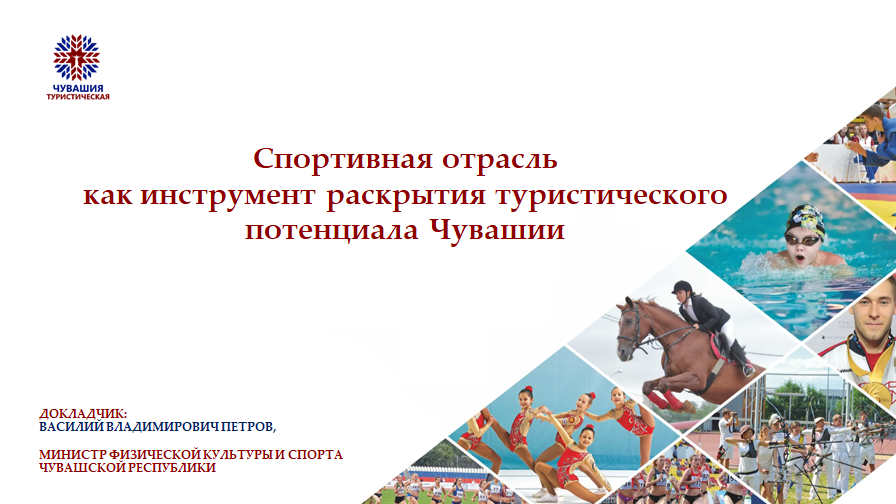 ЧУВАШИЯ
ТУРИСТИЧЕСКАЯ
Спортивная отрасль
как инструмент раскрытия туристического
потенциала Чувашии
ДОКЛАДЧИК:
ВАСИЛИЙ ВЛАДИМИРОВИЧ ПЕТРОВ,
МИНИСТР ФИЗИЧЕСКОЙ КУЛЬТУРЫ И СПОРТА
ЧУВАШСКОЙ РЕСПУБЛИКИ